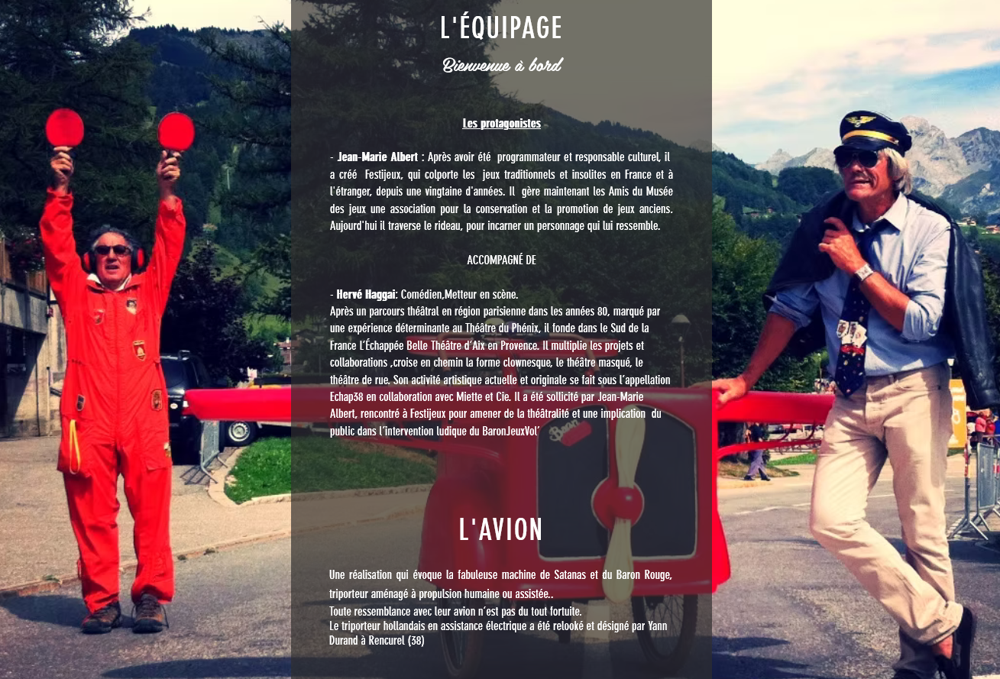 L'ÉQUIPAGE
Bienvenue à bord
Les protagonistes
- Jean-Marie Albert : Après avoir été programmateur et responsable culturel, il
a créé Festijeux, qui colporte les jeux traditionnels et insolites en France et à
l'étranger, depuis une vingtaine d'années. Il gère maintenant les Amis du Musée
des jeux une association pour la conservation et la promotion de jeux anciens.
Aujourd'hui il traverse le rideau, pour incarner un personnage qui lui ressemble.
ACCOMPAGNÉ DE
- Hervé Haggai: Comédien,Metteur en scène.
Après un parcours théâtral en région parisienne dans les années 80, marqué par
une expérience déterminante au Théâtre du Phénix, il fonde dans le Sud de la
France L’Échappée Belle Théâtre d’Aix en Provence. Il multiplie les projets et
collaborations ,croise en chemin la forme clownesque, le théâtre masqué, le
théâtre de rue. Son activité artistique actuelle et originale se fait sous l’appellation
Echap38 en collaboration avec Miette et Cie. Il a été sollicité par Jean-Marie
Albert, rencontré à Festijeux pour amener de la théâtralité et une implication du
public dans l’intervention ludique du BaronJeuxVol’
Baron
L'AVION
Une réalisation qui évoque la fabuleuse machine de Satanas et du Baron Rouge,
triporteur aménagé à propulsion humaine ou assistée..
Toute ressemblance avec leur avion n’est pas du tout fortuite.
Le triporteur hollandais en assistance électrique a été relooké et désigné par Yann
Durand à Rencurel (38)